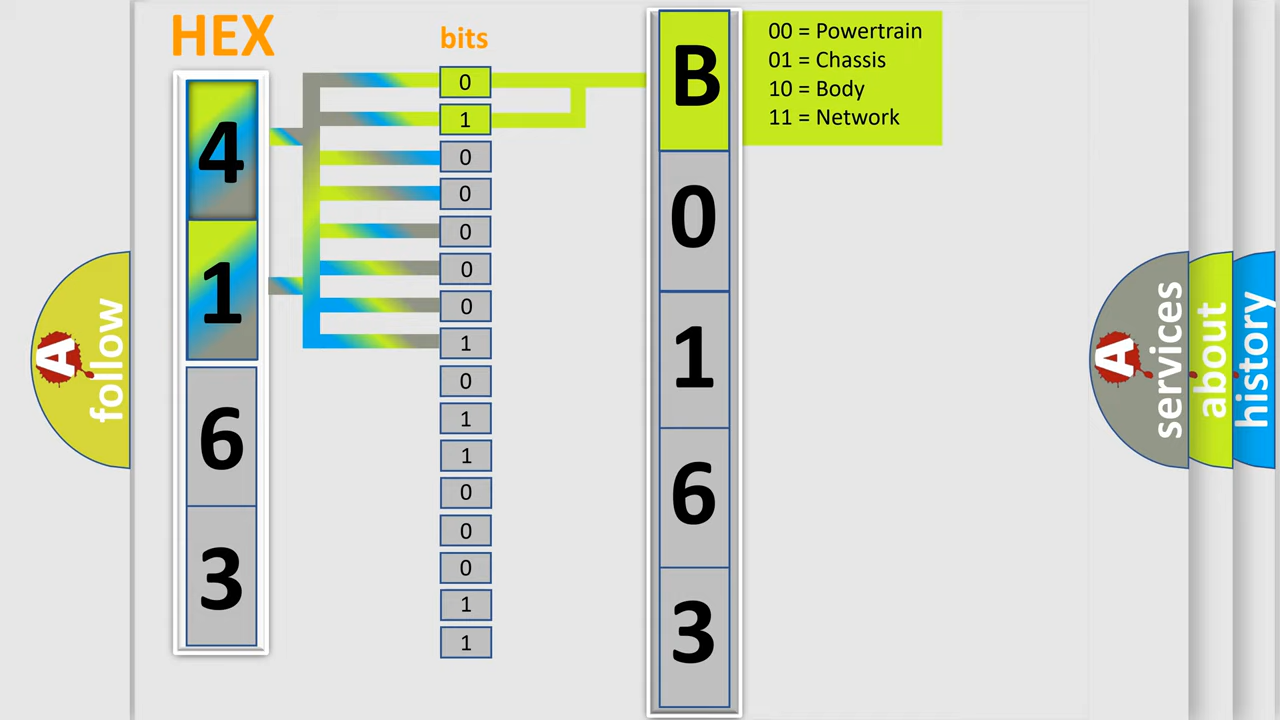 HEX
bits
4
1
6
3
0
1
0
0
0
0
0
1
0
1
1
0
0
0
1
1
B
0
1
6
3
00 = Powertrain
01 = Chassis
10 = Body
11 = Network
A
follow
A
services
about
history